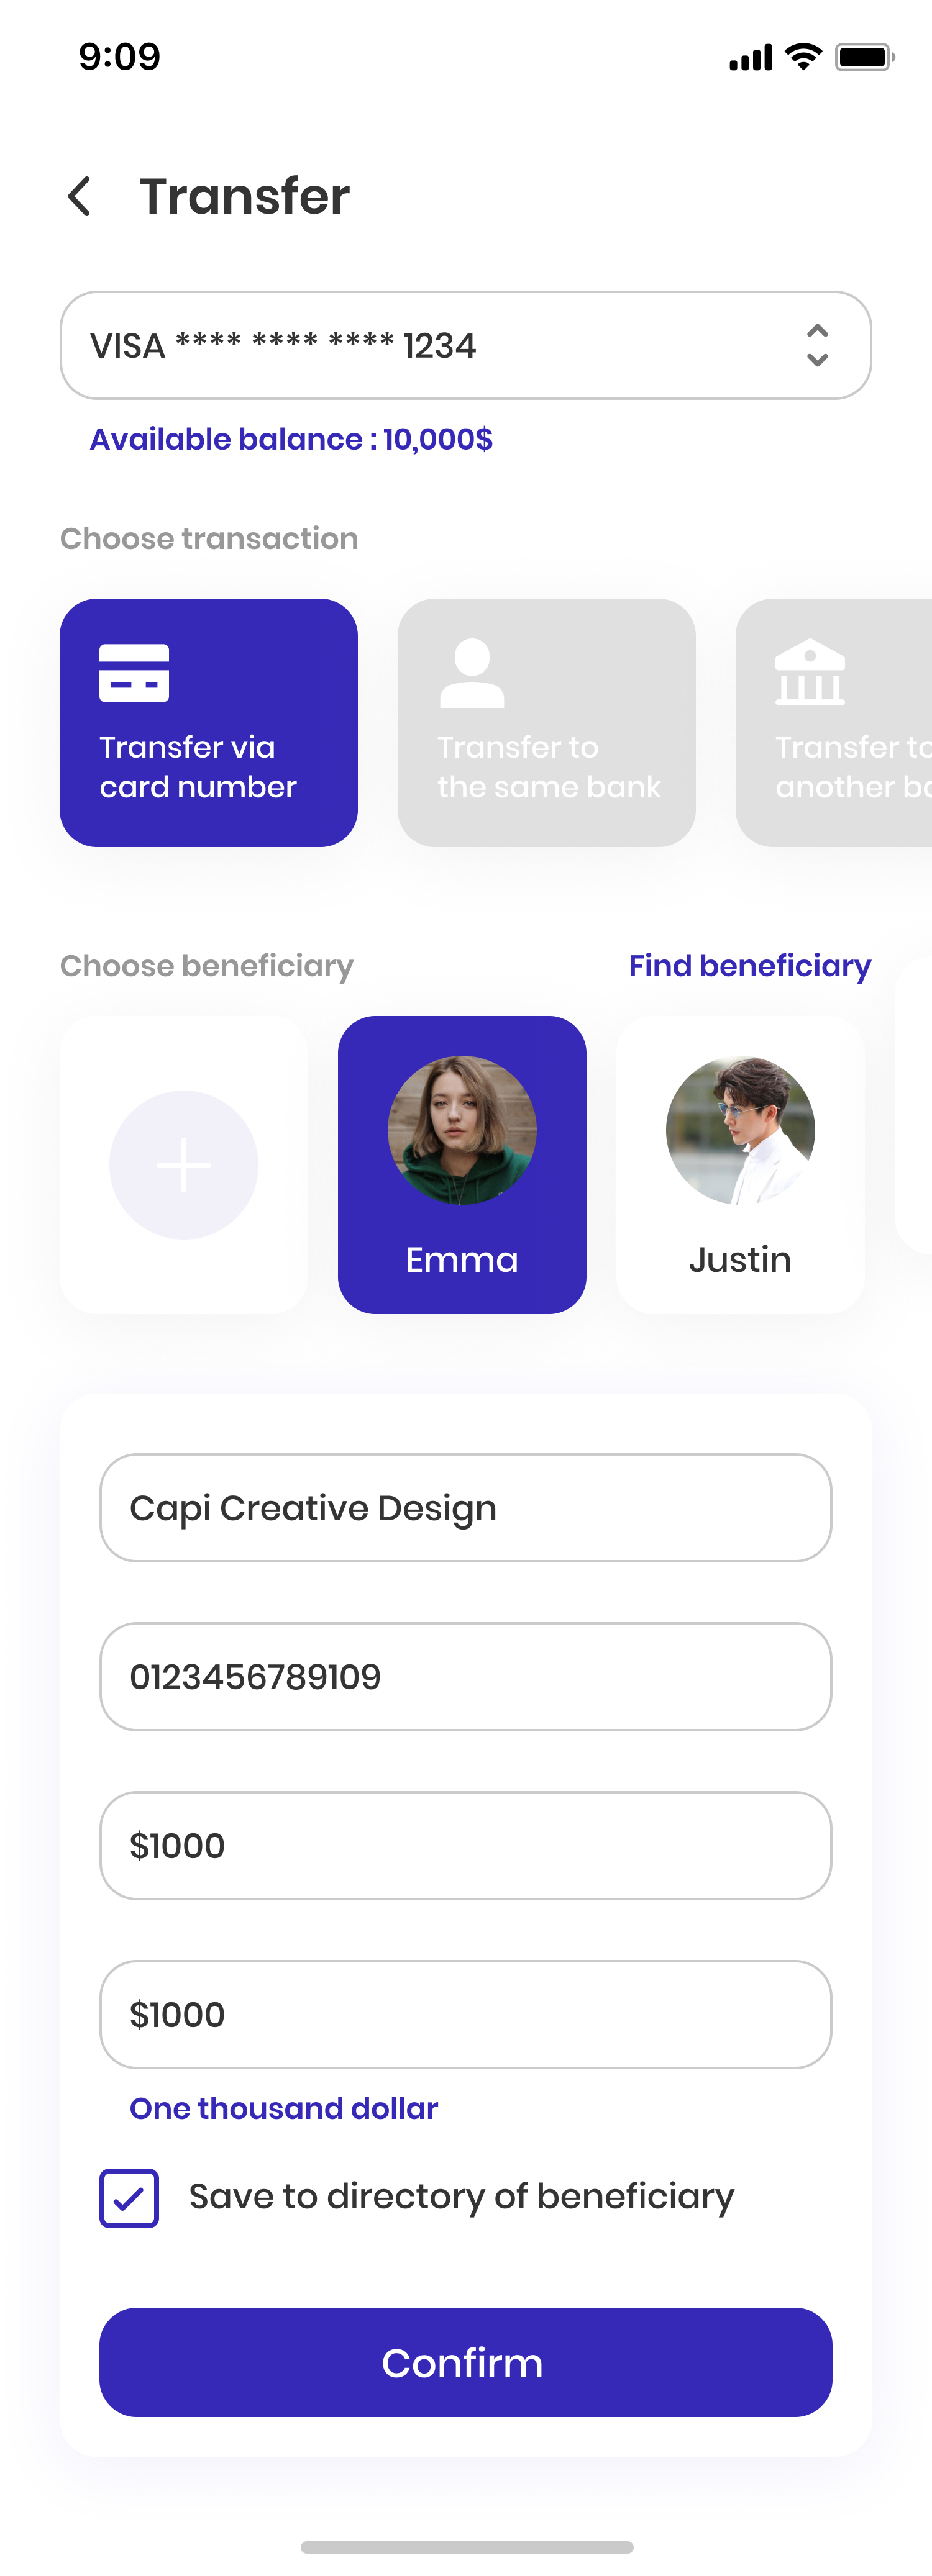 9:09
Transfer
VISA **** **** **** 1234
Available balance : 10,000$
Choose transaction
Transfer via
card number
Transfer to
the same bank
Transfer to
another
Choose beneficiary
Find beneficiary
Emma
Justin
Capi Creative Design
0123456789109
$1000
$1000
One thousand dollar
Save to directory of beneficiary
Confirm